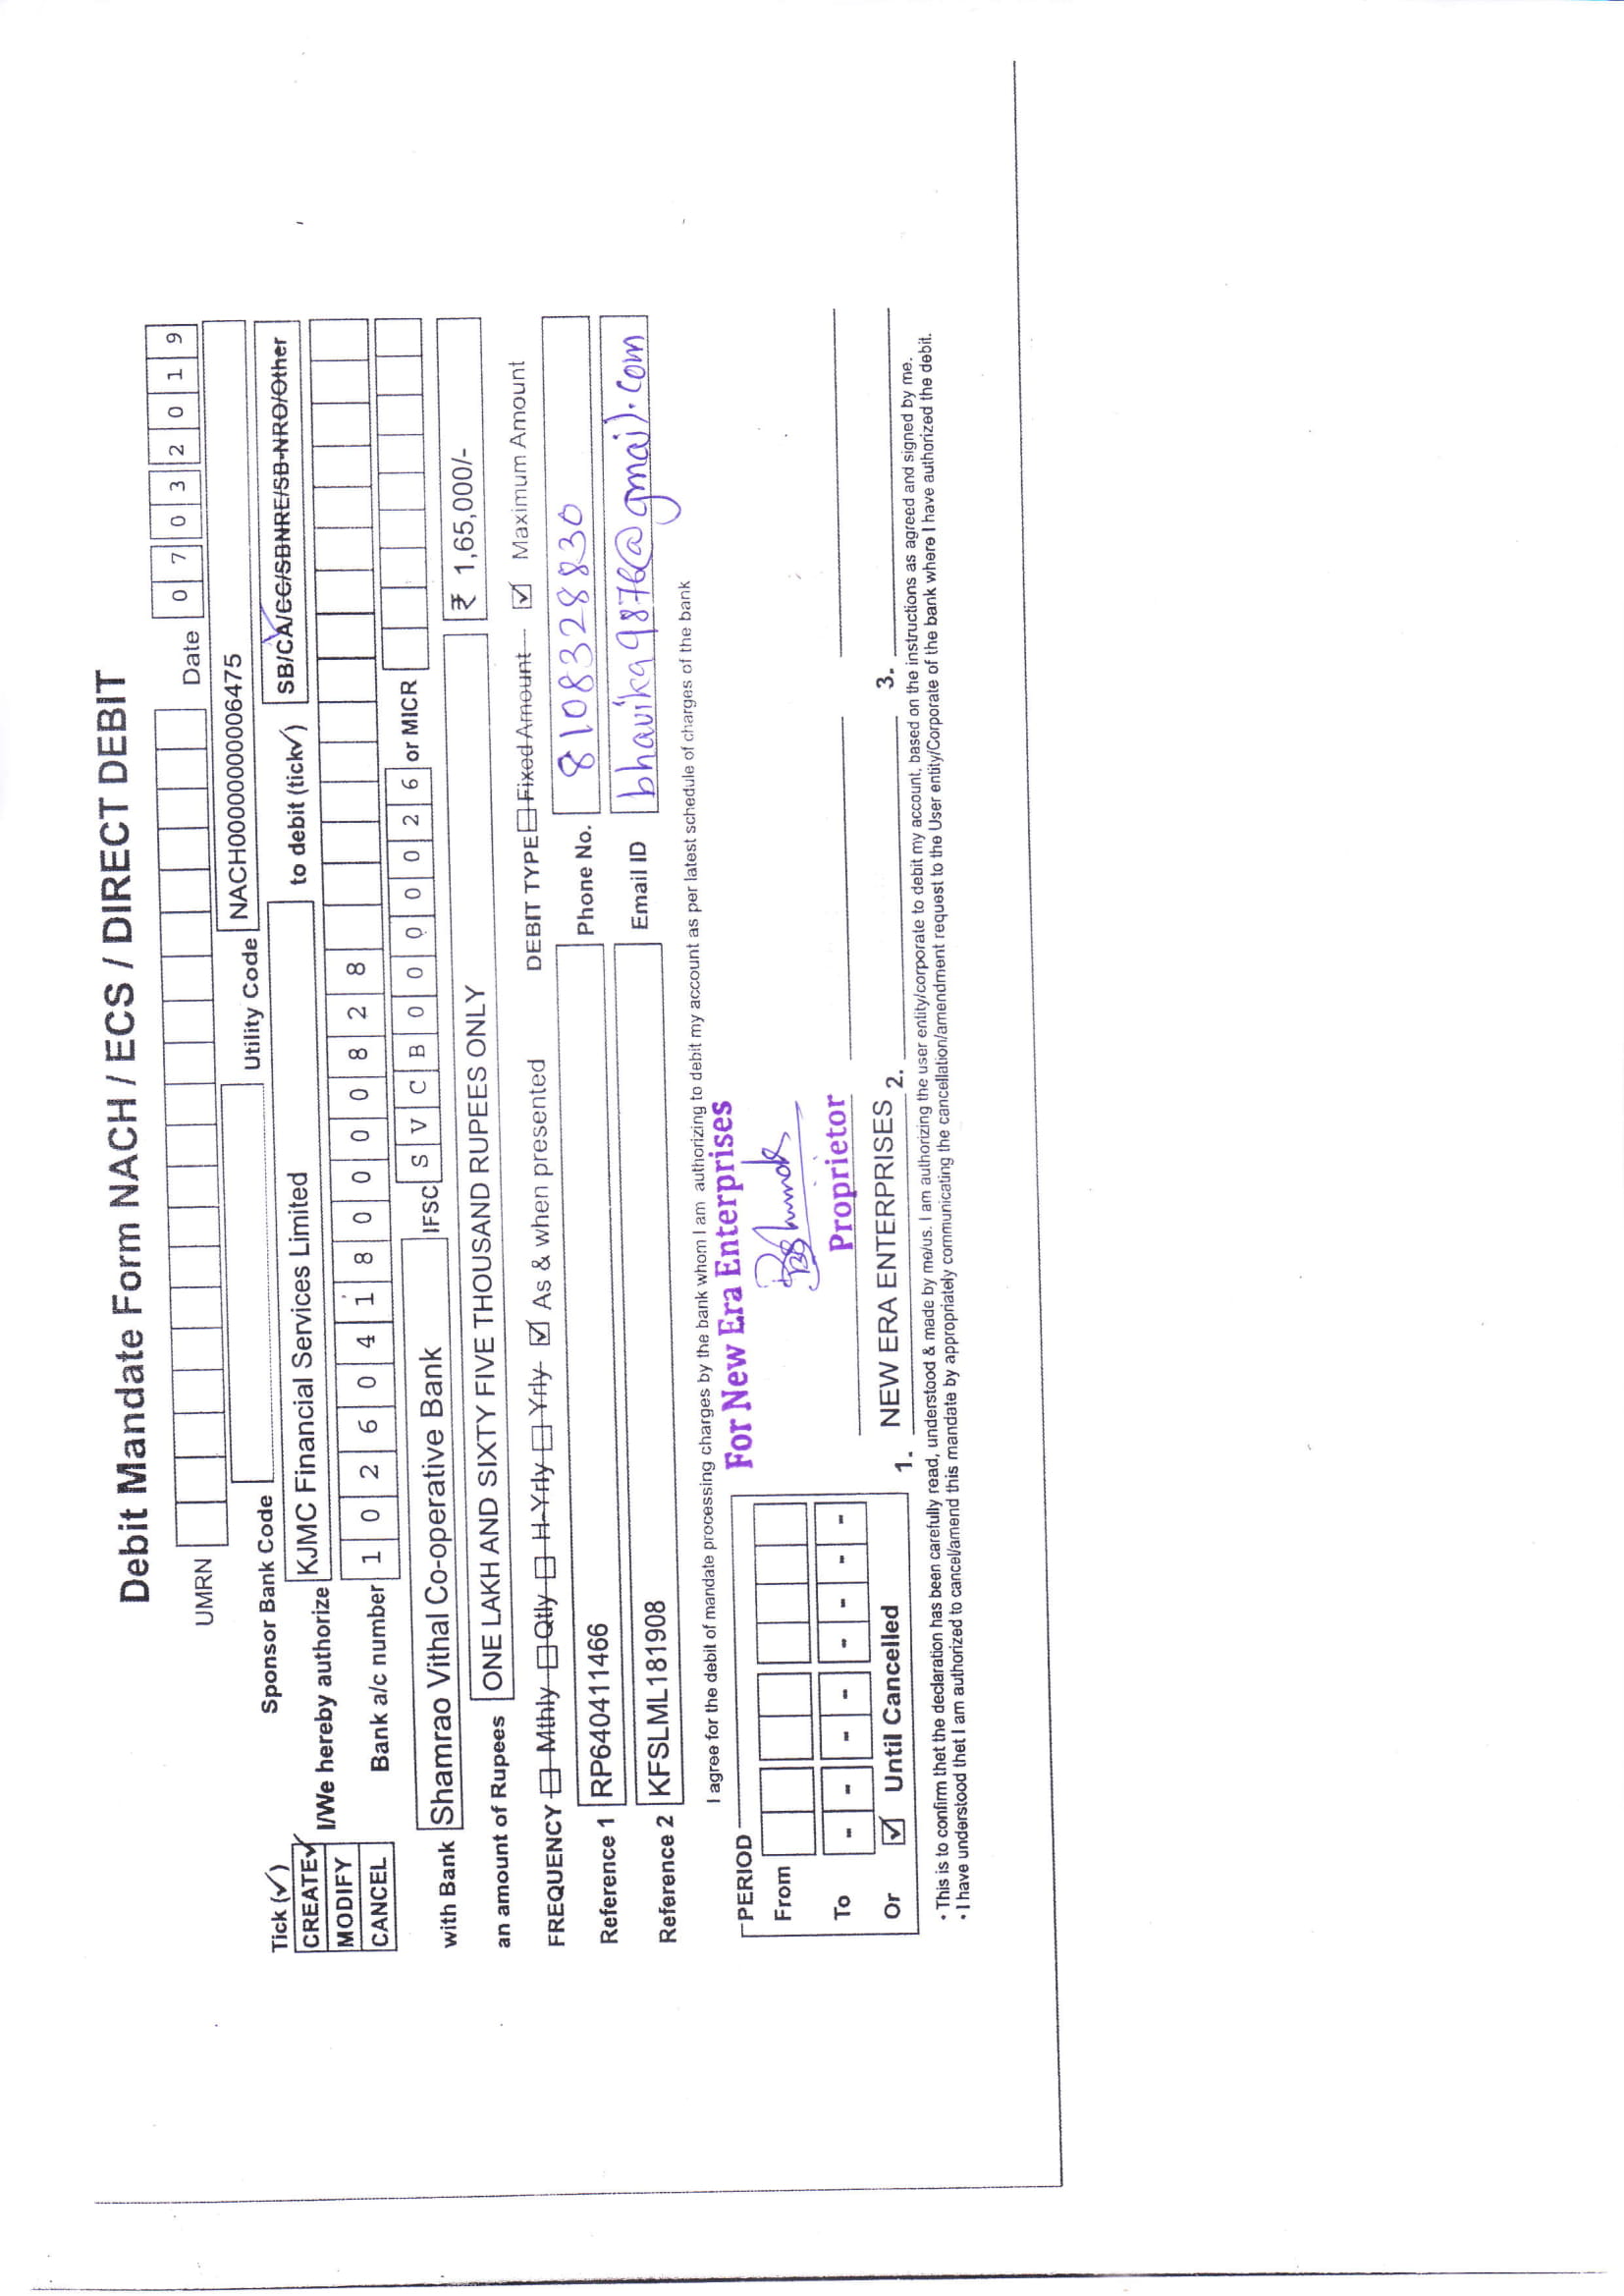 Debit Mandate Form NACH / ECS / DIRECT DEBIT
UMRN Date 0 7 0 3 2 0 1 9
Sponsor Bank Code Utility Code NACH00000000006475
Tick (✓)
CREATE✓ I/We hereby authorize KJMC Financial Services Limited to debit (tick✓) SB/CA/CC/SBNRE/SB-NRO/Other
MODIFY
CANCEL Bank a/c number 1 0 2 6 0 4 1 8 0 0 0 0 8 2 8
with Bank Shamrao Vithal Co-operative Bank IFSC S V C B 0 0 0 0 0 2 6 or MICR
an amount of Rupees ONE LAKH AND SIXTY FIVE THOUSAND RUPEES ONLY ₹ 1,65,000/-
FREQUENCY Mthly Qtly H-Yrly Yrly ✓ As & when presented DEBIT TYPE Fixed Amount ✓ Maximum Amount
Reference 1 RP640411466 Phone No. 8108328830
Reference 2 KFSLML181908 Email ID bhavika9876@gmail.com
I agree for the debit of mandate processing charges by the bank whom I am authorizing to debit my account as per latest schedule of charges of the bank
For New Era Enterprises
PERIOD
From
To - - - - - - - -
Proprietor
Or ✓ Until Cancelled
1. NEW ERA ENTERPRISES 2. 3.
• This is to confirm thet the declaration has been carefully read, understood & made by me/us. I am authorizing the user entity/corporate to debit my account, based on the instructions as agreed and signed by me.
• I have understood thet I am authorized to cancel/amend this mandate by appropriately communicating the cancellation/amendment request to the User entity/Corporate of the bank where I have authorized the debit.